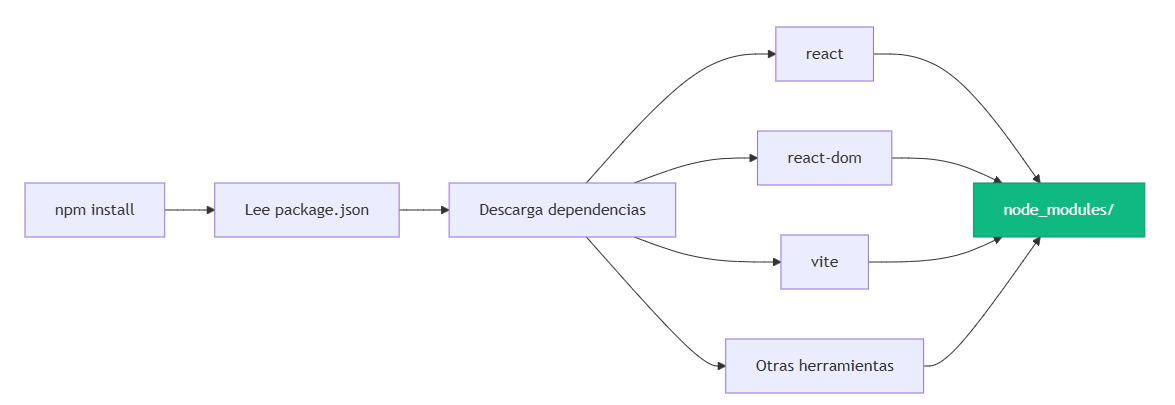 npm install
Lee package.json
Descarga dependencias
react
react-dom
vite
Otras herramientas
node_modules/